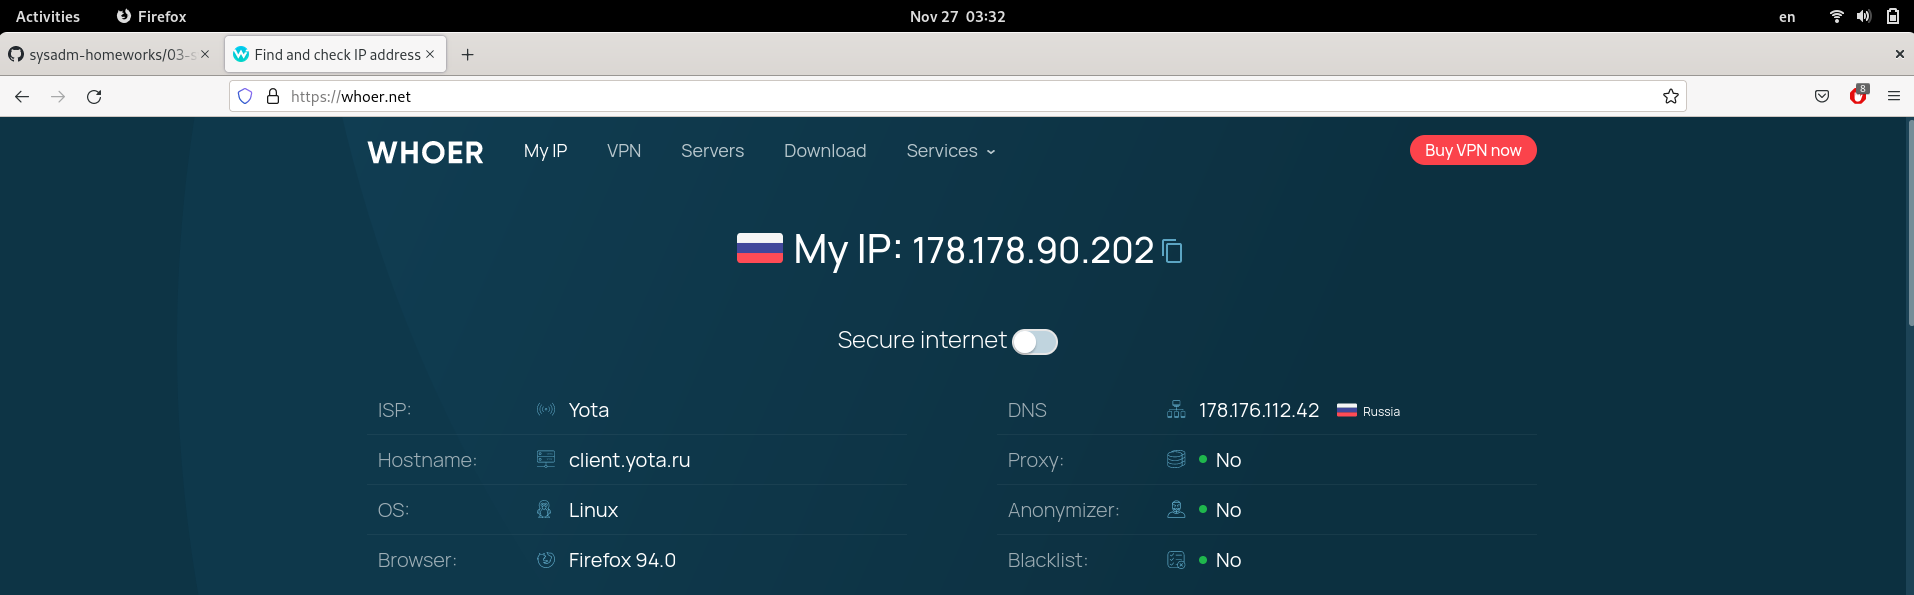 Activities Firefox Nov 27 03:32 en
sysadm-homeworks/03-s Find and check IP address
https://whoer.net 8
WHOER My IP VPN Servers Download Services Buy VPN now
My IP: 178.178.90.202
Secure internet
ISP: Yota DNS 178.176.112.42 Russia
Hostname: client.yota.ru Proxy: No
OS: Linux Anonymizer: No
Browser: Firefox 94.0 Blacklist: No